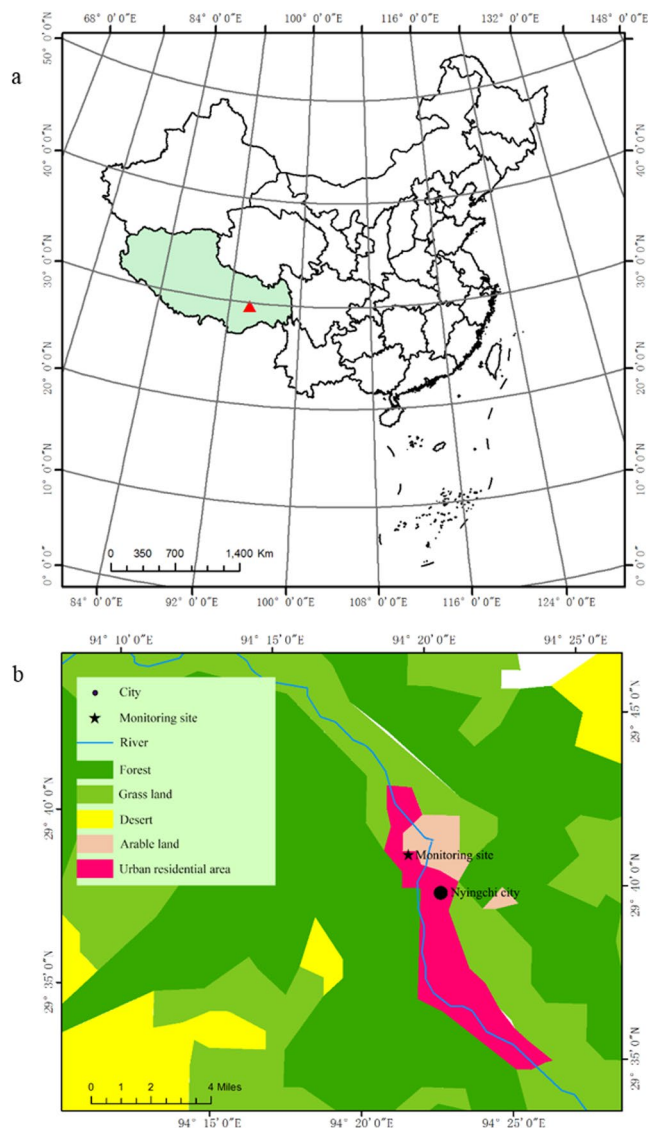 68° 0′0″E 84° 0′0″E 100° 0′0″E 116° 0′0″E 132° 0′0″E 148° 0′0″E
a
50° 0′0″N
40° 0′0″N
30° 0′0″N
20° 0′0″N
10° 0′0″N
0° 0′0″
50° 0′0″N
40° 0′0″N
30° 0′0″N
20° 0′0″N
10° 0′0″N
0° 0′0″
0 350 700 1,400 Km
84° 0′0″E 92° 0′0″E 100° 0′0″E 108° 0′0″E 116° 0′0″E 124° 0′0″E
91° 10′0″E 91° 15′0″E 91° 20′0″E 91° 25′0″E
b
City
Monitoring site
River
Forest
Grass land
Desert
Arable land
Urban residential area
29° 40′0″N
29° 35′0″N
Monitoring site
Nyingchi city
29° 45′0″N
29° 40′0″N
29° 35′0″N
0 1 2 4 Miles
94° 15′0″E 94° 20′0″E 94° 25′0″E